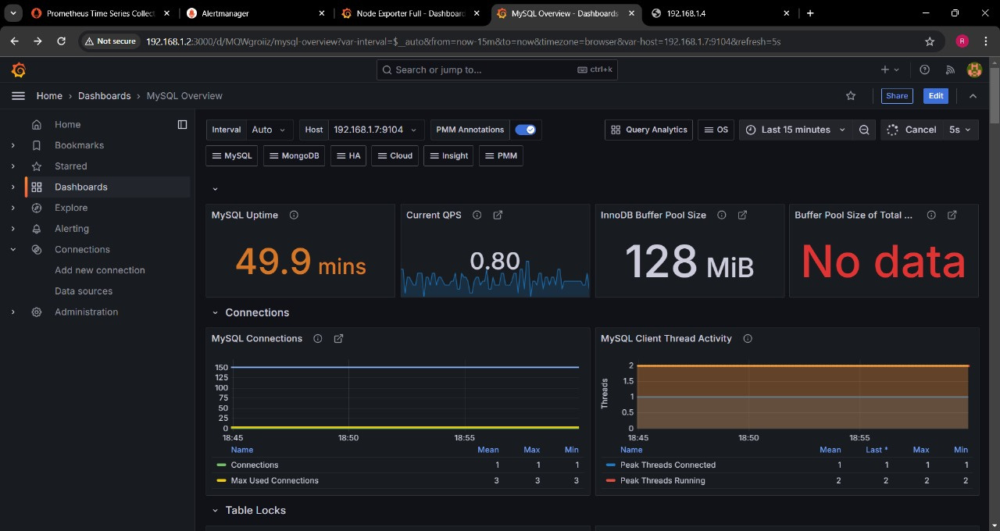 Prometheus Time Series Collect
Alertmanager
Node Exporter Full - Dashboard
MySQL Overview - Dashboards
192.168.1.4
Not secure
192.168.1.2:3000/d/MQWgroiiz/mysql-overview?var-interval=$__auto&from=now-15m&to=now&timezone=browser&var-host=192.168.1.7:9104&refresh=5s
R
Search or jump to...
ctrl+k
Home › Dashboards › MySQL Overview
Share
Edit
Home
Bookmarks
Starred
Dashboards
Explore
Alerting
Connections
Add new connection
Data sources
Administration
Interval Auto
Host 192.168.1.7:9104
PMM Annotations
Query Analytics
OS
Last 15 minutes
Cancel
5s
MySQL
MongoDB
HA
Cloud
Insight
PMM
MySQL Uptime
49.9 mins
Current QPS
0.80
InnoDB Buffer Pool Size
128 MiB
Buffer Pool Size of Total ...
No data
Connections
MySQL Connections
150
125
100
75
50
25
0
18:45 18:50 18:55
Name Mean Max Min
Connections 1 1 1
Max Used Connections 3 3 3
MySQL Client Thread Activity
Threads
2
1.5
1
0.5
0
18:45 18:50 18:55
Name Mean Last * Max Min
Peak Threads Connected 1 1 1 1
Peak Threads Running 2 2 2 2
Table Locks